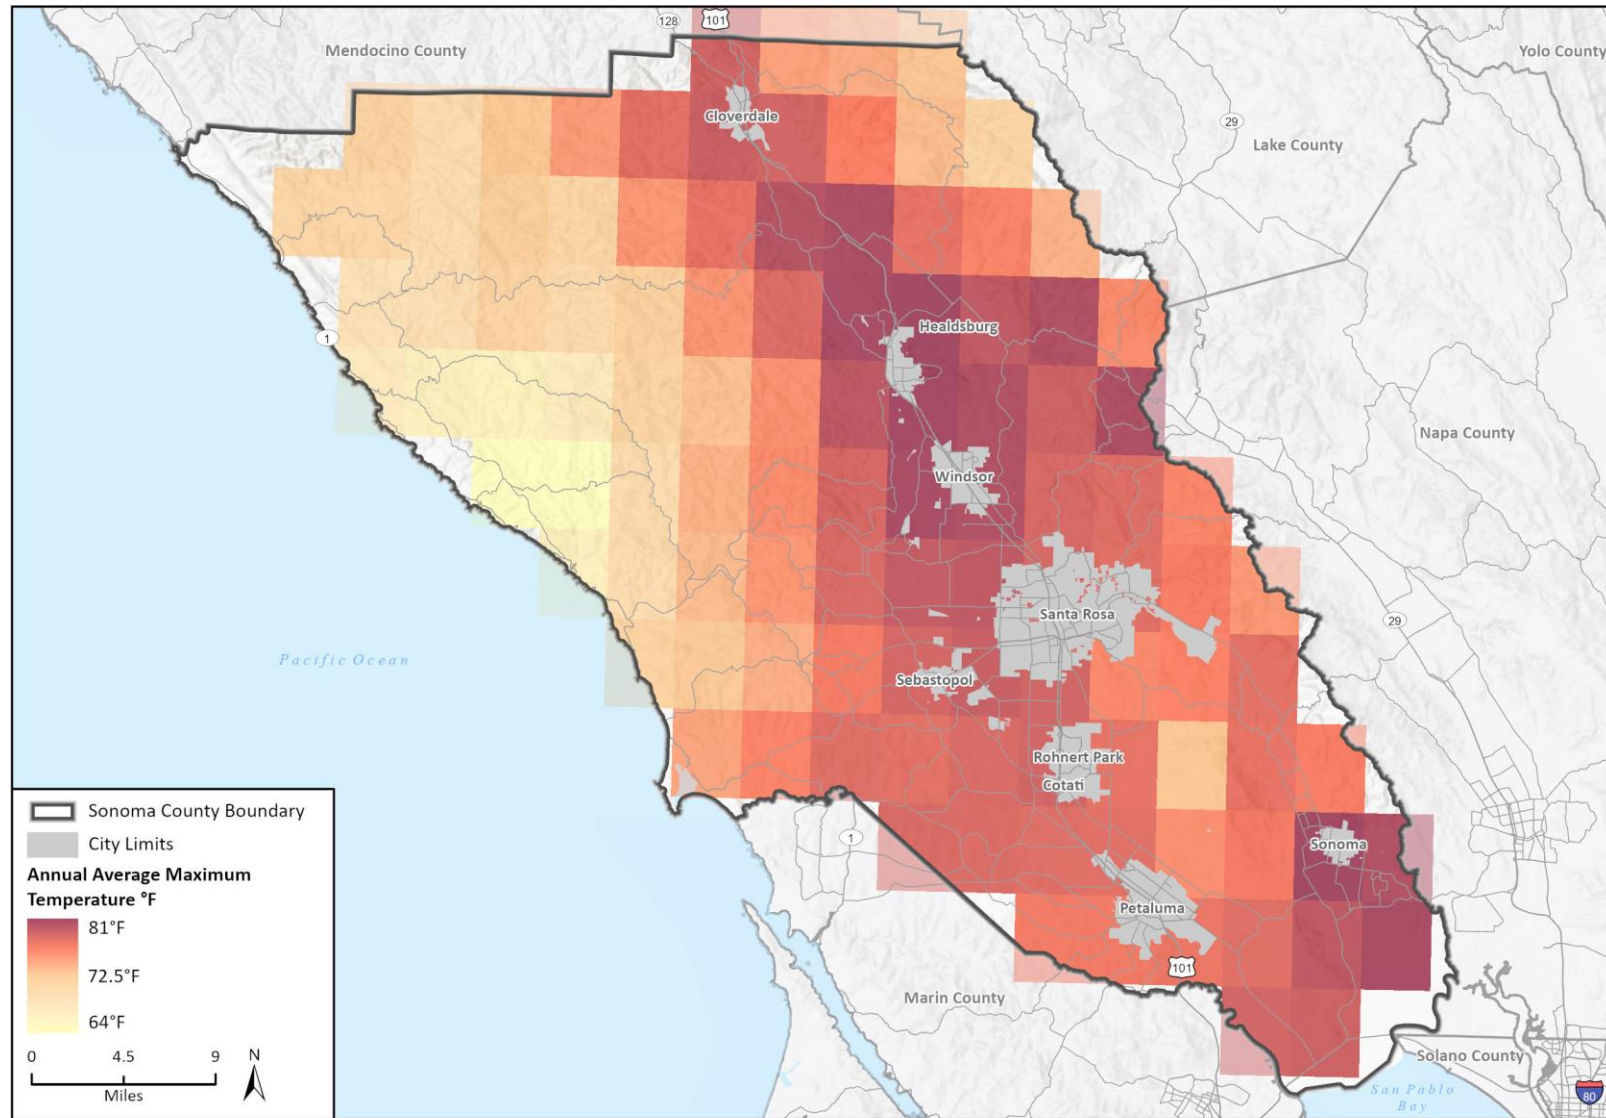 128
101
Mendocino County
Yolo County
Cloverdale
29
Lake County
Healdsburg
1
Napa County
Windsor
Santa Rosa
29
Pacific Ocean
Sebastopol
Rohnert Park
Cotati
1
Sonoma
Petaluma
101
Marin County
Solano County
San Pablo
Bay
80
Sonoma County Boundary
City Limits
Annual Average Maximum
Temperature °F
81°F
72.5°F
64°F
0 4.5 9
Miles
N